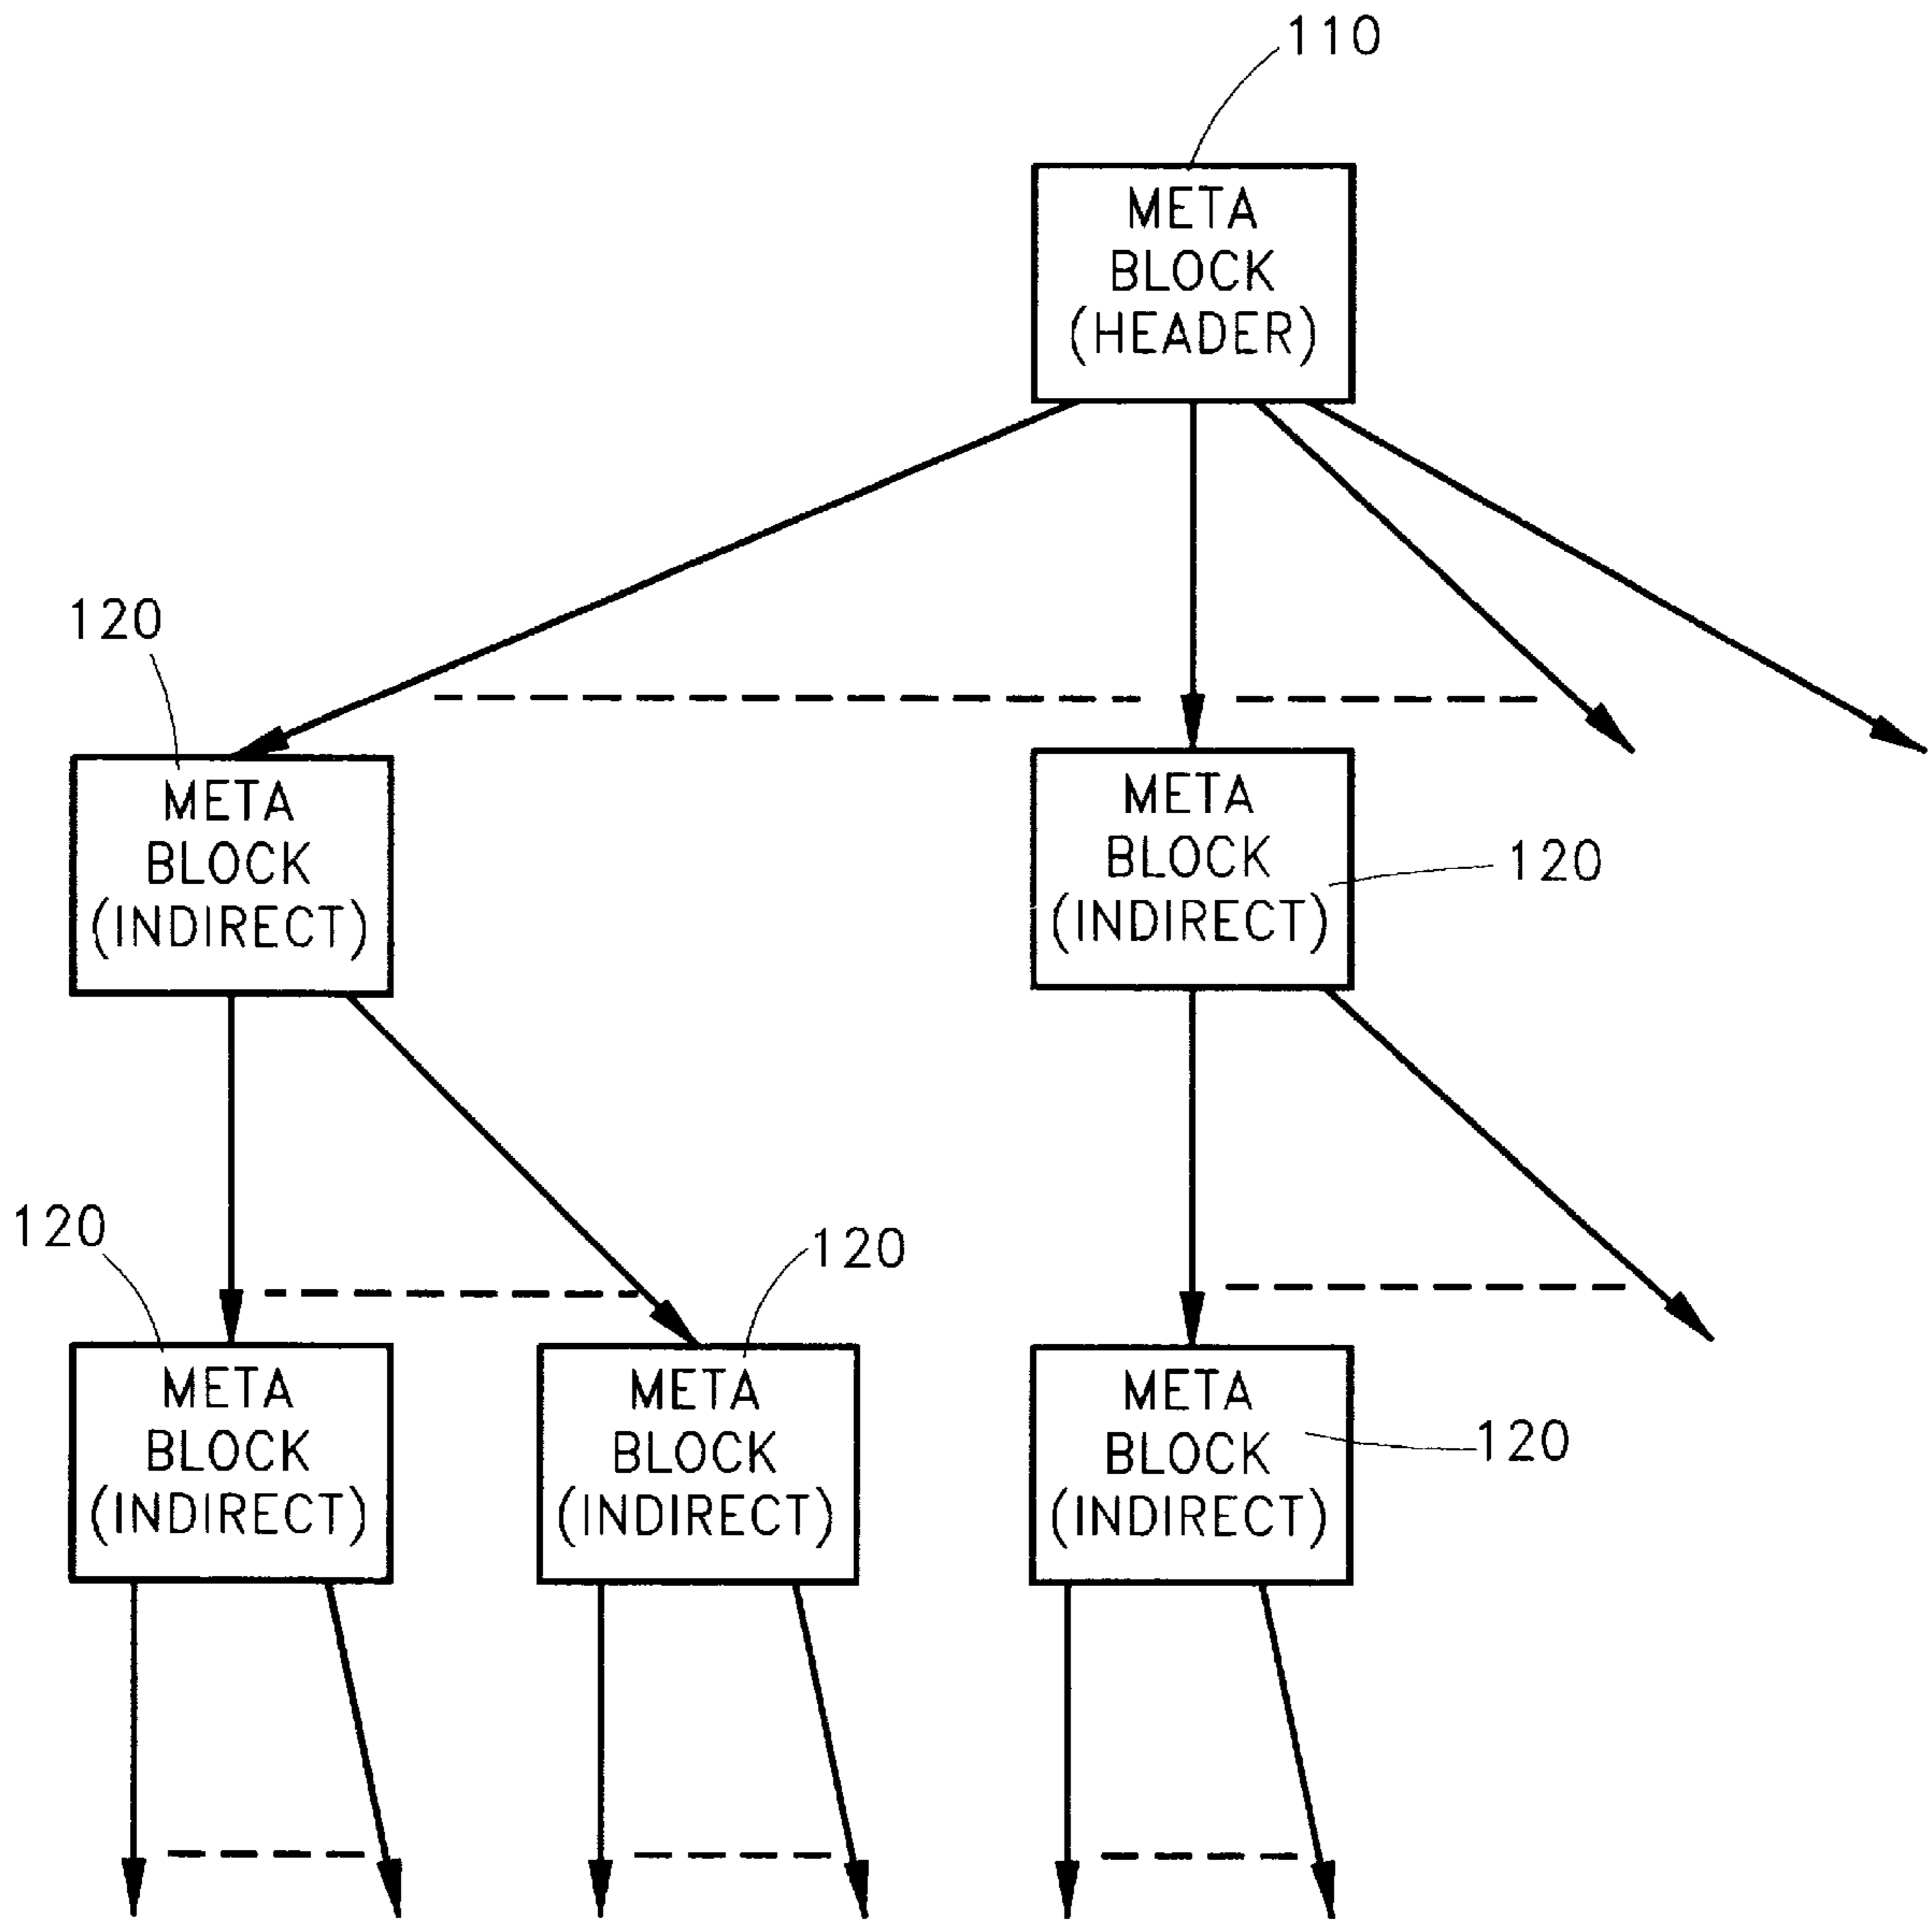 110
META
BLOCK
(HEADER)
120
META
BLOCK
(INDIRECT)
META
BLOCK
(INDIRECT)
120
120
120
META
BLOCK
(INDIRECT)
META
BLOCK
(INDIRECT)
META
BLOCK
(INDIRECT)
120